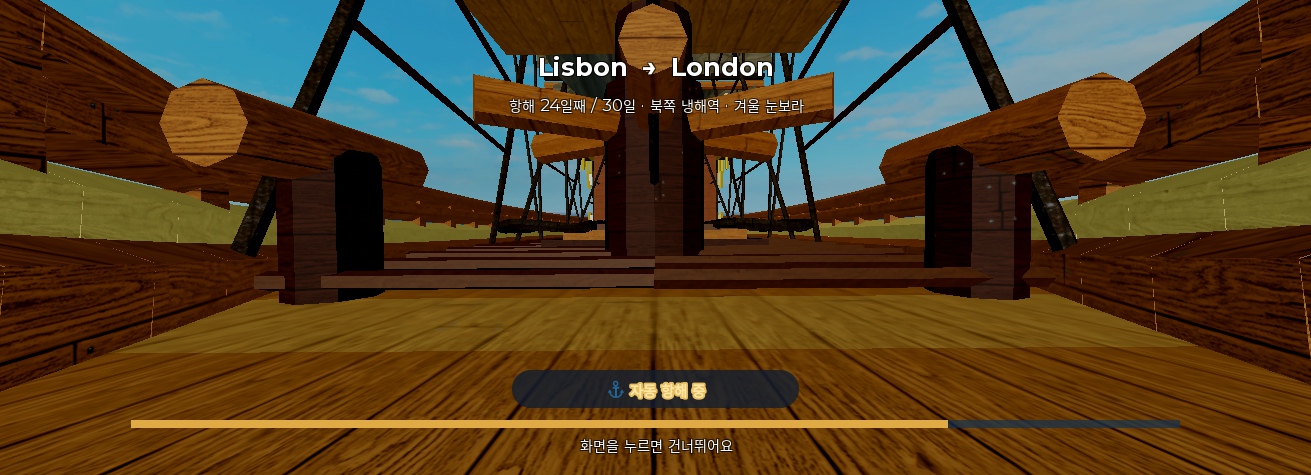 Lisbon → London
항해 24일째 / 30일 · 북쪽 냉해역 · 겨울 눈보라
⚓ 자동 항해 중
화면을 누르면 건너뛰어요